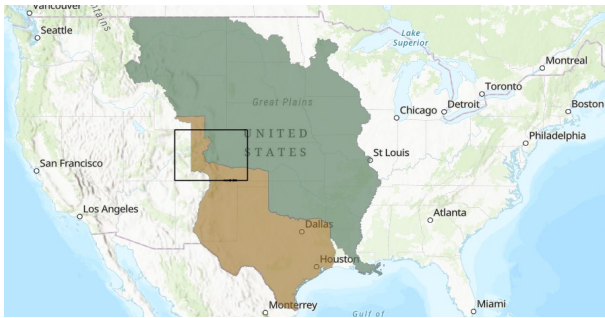 Vancouver
Seattle
Lake
Superior
Montreal
Toronto
Great Plains
Chicago
Detroit
Boston
UNITED
STATES
Philadelphia
St Louis
San Francisco
Los Angeles
Atlanta
Dallas
Houston
Monterrey
Gulf of
Miami